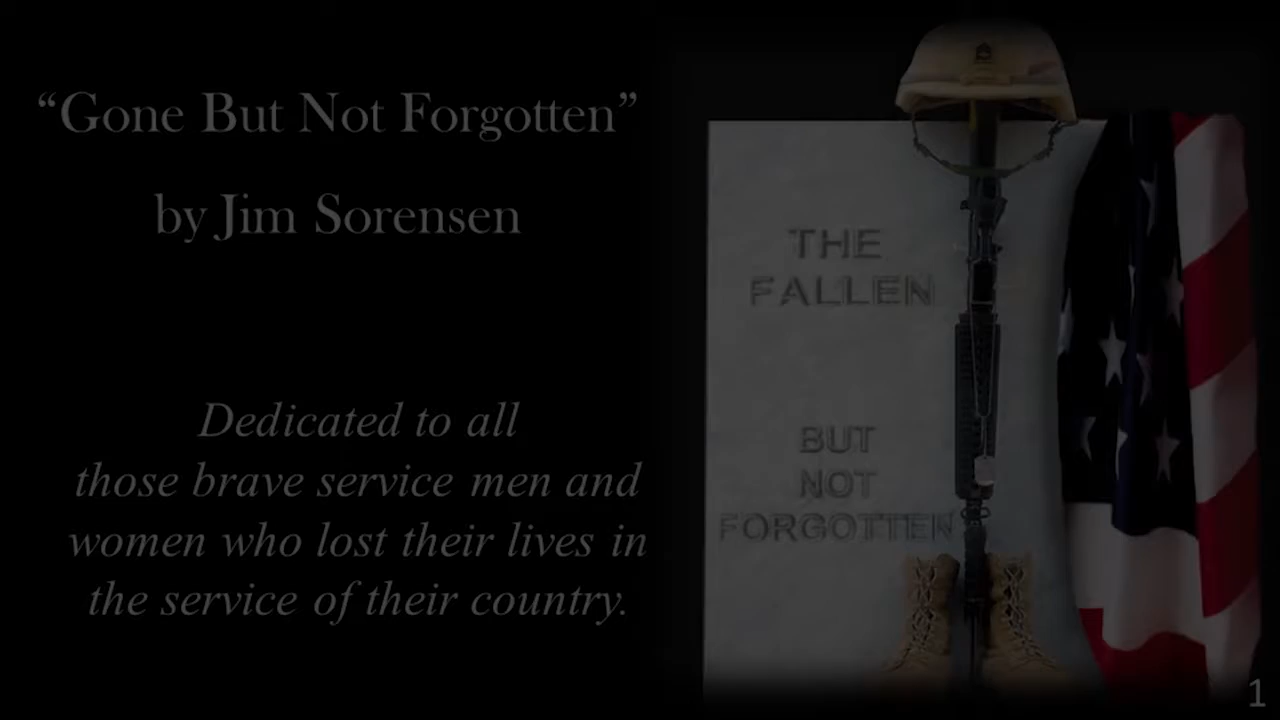 “Gone But Not Forgotten”
by Jim Sorensen
Dedicated to all
those brave service men and
women who lost their lives in
the service of their country.
THE
FALLEN
BUT
NOT
FORGOTTEN
1